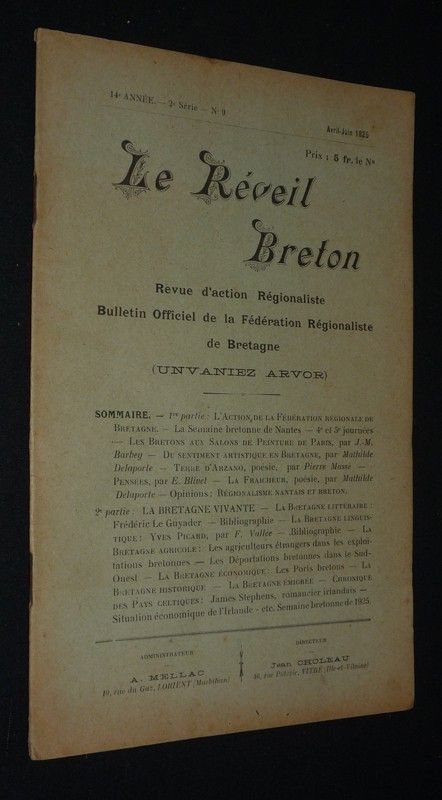 14e ANNÉE. — 2e Série — No 9
Avril-Juin 1925
Prix : 5 fr. le No
Le Réveil
Breton
Revue d'action Régionaliste
Bulletin Officiel de la Fédération Régionaliste
de Bretagne
(UNVANIEZ ARVOR)
SOMMAIRE. — 1re partie : L'ACTION DE LA FÉDÉRATION RÉGIONALE DE
BRETAGNE. — La Semaine bretonne de Nantes — 4e et 5e journées
— LES BRETONS AUX SALONS DE PEINTURE DE PARIS, par J.-M.
Barbey — DU SENTIMENT ARTISTIQUE EN BRETAGNE, par Mathilde
Delaporte — TERRE D'ARZANO, poésie, par Pierre Masse —
PENSÉES, par E. Blivet — LA FRAICHEUR, poésie, par Mathilde
Delaporte — Opinions : RÉGIONALISME NANTAIS ET BRETON.
2e partie : LA BRETAGNE VIVANTE. — LA BRETAGNE LITTÉRAIRE :
Frédéric Le Guyader — Bibliographie — LA BRETAGNE LINGUIS-
TIQUE : YVES PICARD, par F. Vallée — Bibliographie — LA
BRETAGNE AGRICOLE : Les agriculteurs étrangers dans les exploi-
tations bretonnes — Les Déportations bretonnes dans le Sud-
Ouest — LA BRETAGNE ÉCONOMIQUE : Les Ports bretons — LA
BRETAGNE HISTORIQUE — LA BRETAGNE ÉMIGRÉE — CHRONIQUE
DES PAYS CELTIQUES : James Stephens, romancier irlandais —
Situation économique de l'Irlande - etc. Semaine bretonne de 1925.
ADMINISTRATEUR
A. MELLAC
10, rue du Gaz, LORIENT (Morbihan)
DIRECTEUR
Jean CHOLEAU
rue VITRÉ (Ille-et-Vilaine)